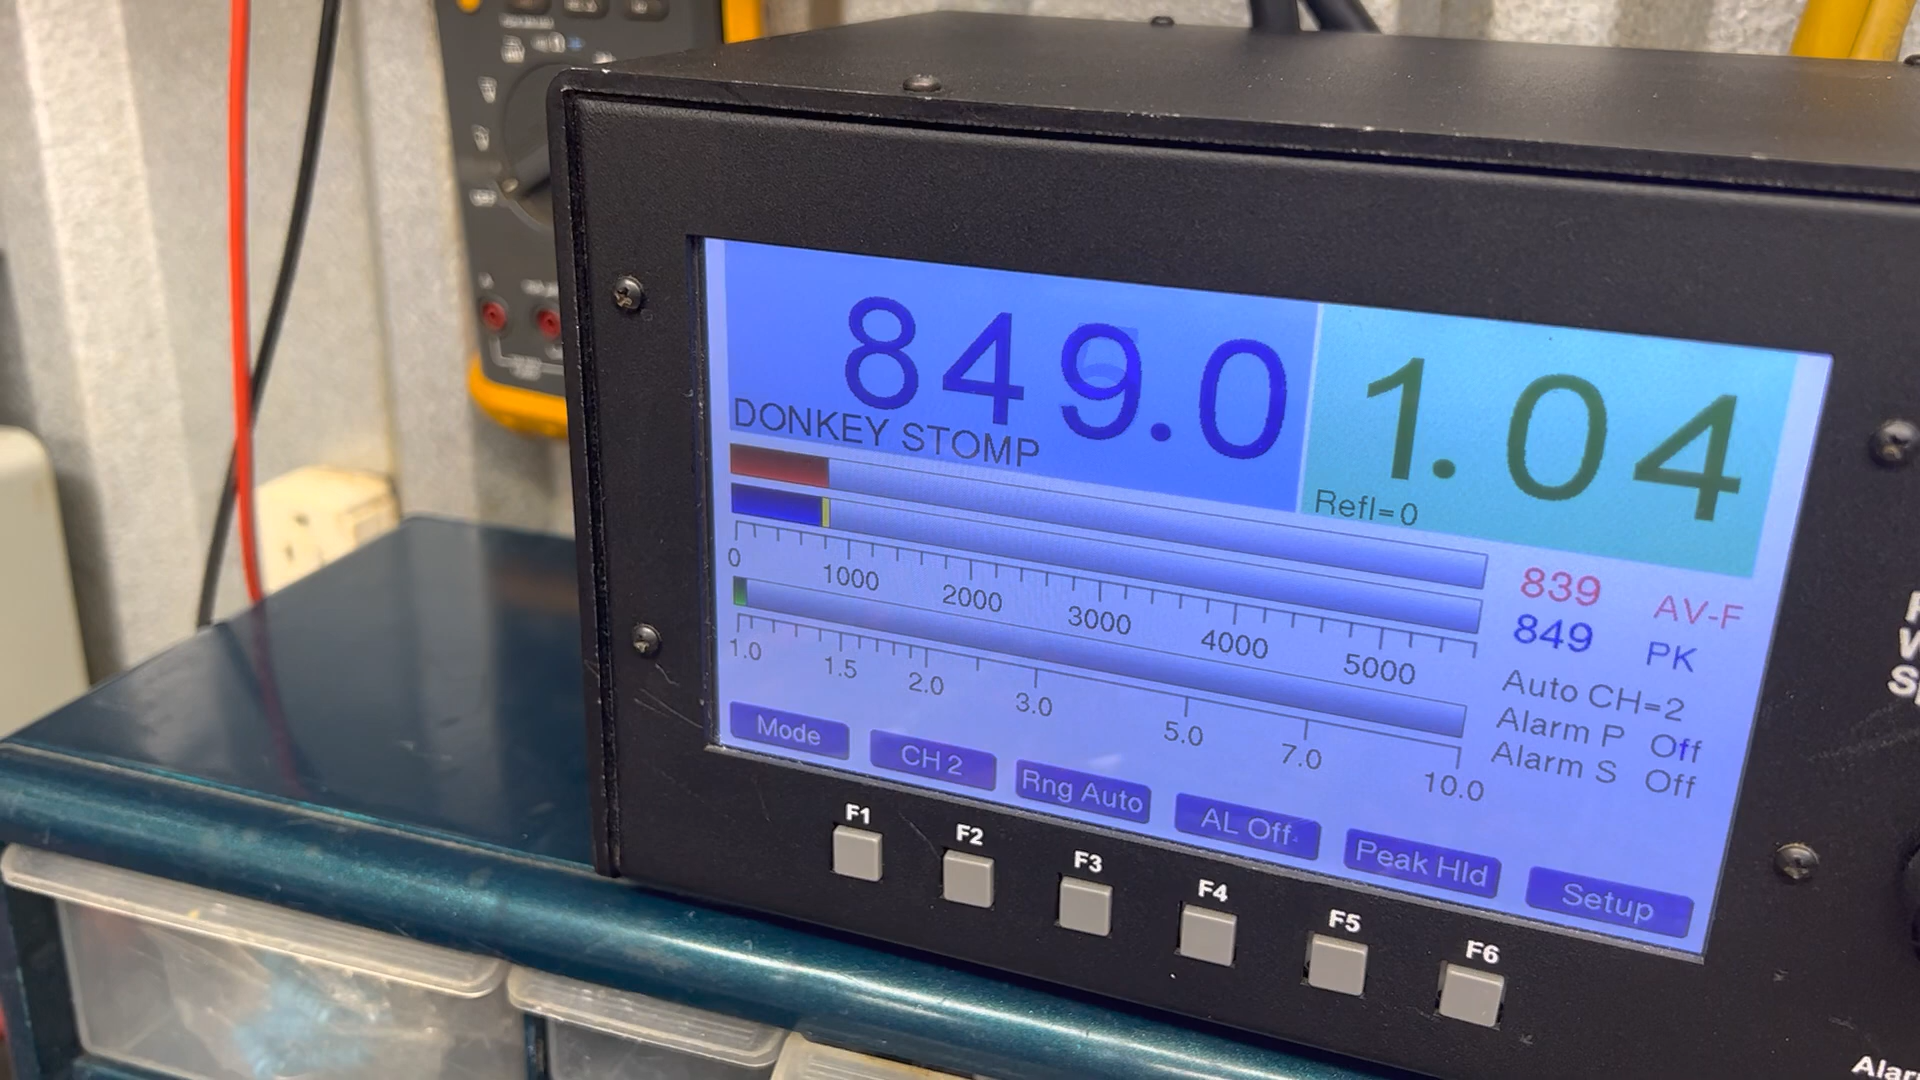 849.0
DONKEY STOMP
1.04
Refl=0
0 1000 2000 3000 4000 5000
839 AV-F
849 PK
1.0 1.5 2.0 3.0 5.0 7.0 10.0
Auto CH=2
Alarm P Off
Alarm S Off
Mode CH 2 Rng Auto AL Off Peak Hld Setup
F1 F2 F3 F4 F5 F6